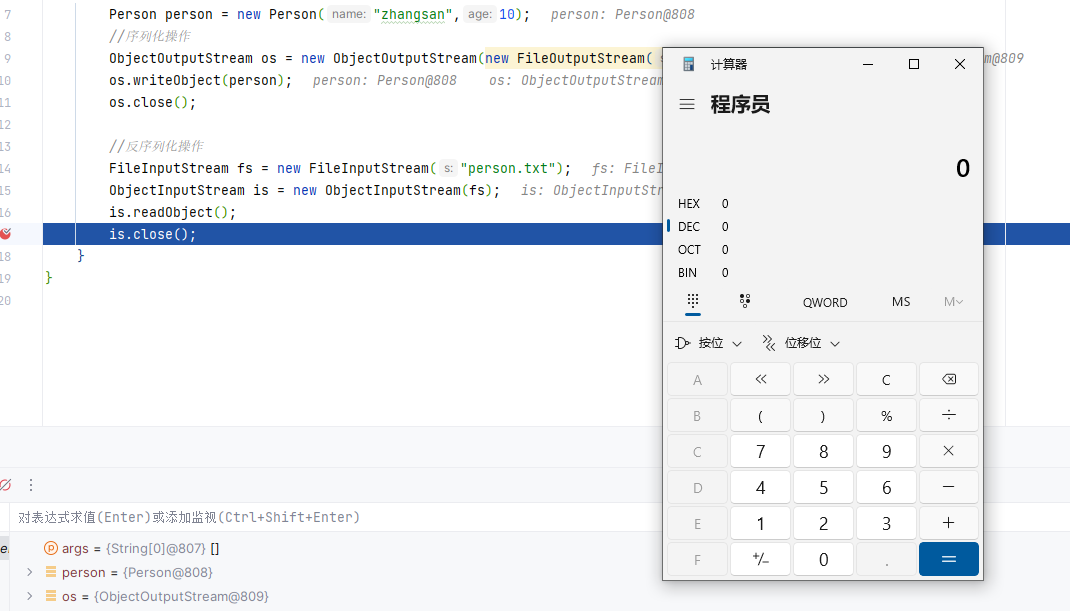 7 Person person = new Person( name: "zhangsan", age: 10); person: Person@808
8 //序列化操作
9 ObjectOutputStream os = new ObjectOutputStream(new FileOutputStream( @809
10 os.writeObject(person); person: Person@808 os: ObjectOutputStream
11 os.close();
12
13 //反序列化操作
14 FileInputStream fs = new FileInputStream( s: "person.txt"); fs: FileI
15 ObjectInputStream is = new ObjectInputStream(fs); is: ObjectInputStr
16 is.readObject();
is.close();
18 }
19 }
20
计算器
程序员
0
HEX 0
DEC 0
OCT 0
BIN 0
QWORD MS M
按位 位移位
A << >> C
B ( ) % ÷
C 7 8 9 ×
D 4 5 6 −
E 1 2 3 +
F +/− 0 . =
对表达式求值(Enter)或添加监视(Ctrl+Shift+Enter)
args = {String[0]@807} []
person = {Person@808}
os = {ObjectOutputStream@809}